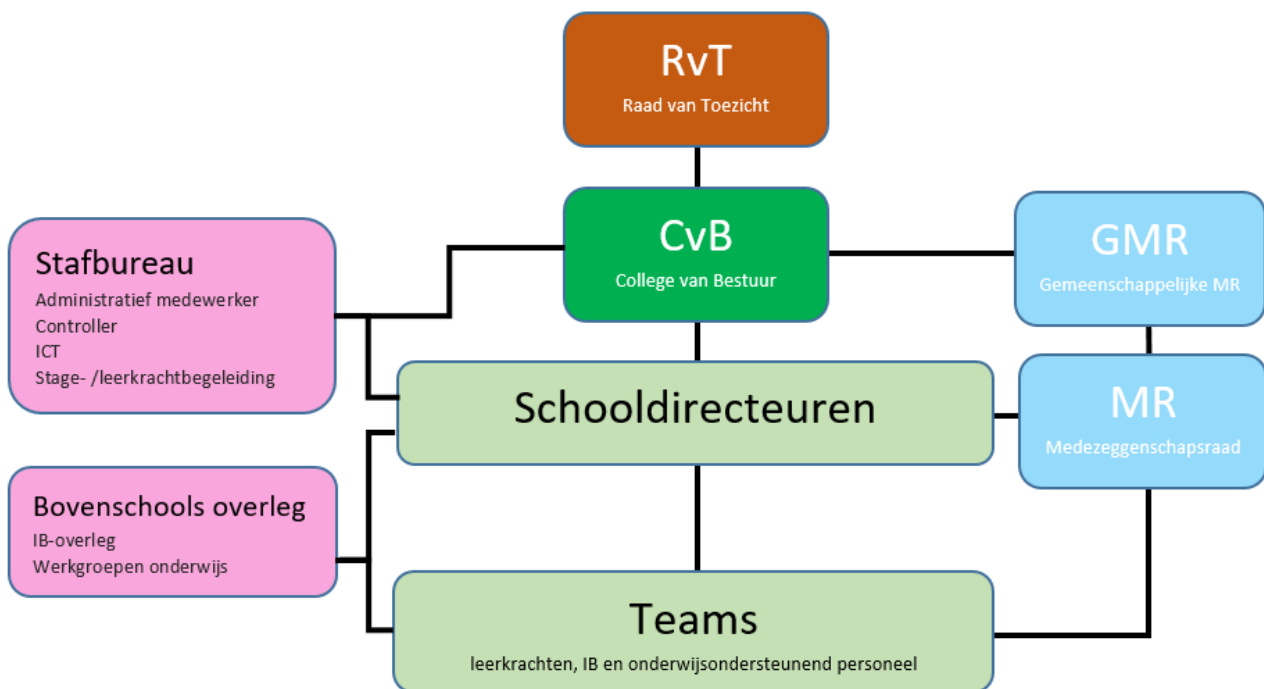 RvT
Raad van Toezicht
CvB
College van Bestuur
GMR
Gemeenschappelijke MR
Stafbureau
Administratief medewerker
Controller
ICT
Stage- /leerkrachtbegeleiding
Schooldirecteuren
MR
Medezeggenschapsraad
Bovenschools overleg
IB-overleg
Werkgroepen onderwijs
Teams
leerkrachten, IB en onderwijsondersteunend personeel